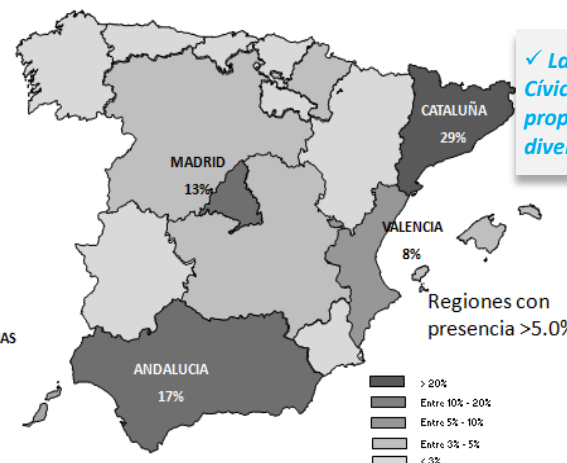 ✓ La
Cívic
prop
diver
CATALUÑA
29%
MADRID
13%
VALENCIA
8%
Regiones con
presencia >5.0%
AS
ANDALUCIA
17%
> 20%
Entre 10% - 20%
Entre 5% - 10%
Entre 3% - 5%
< 3%